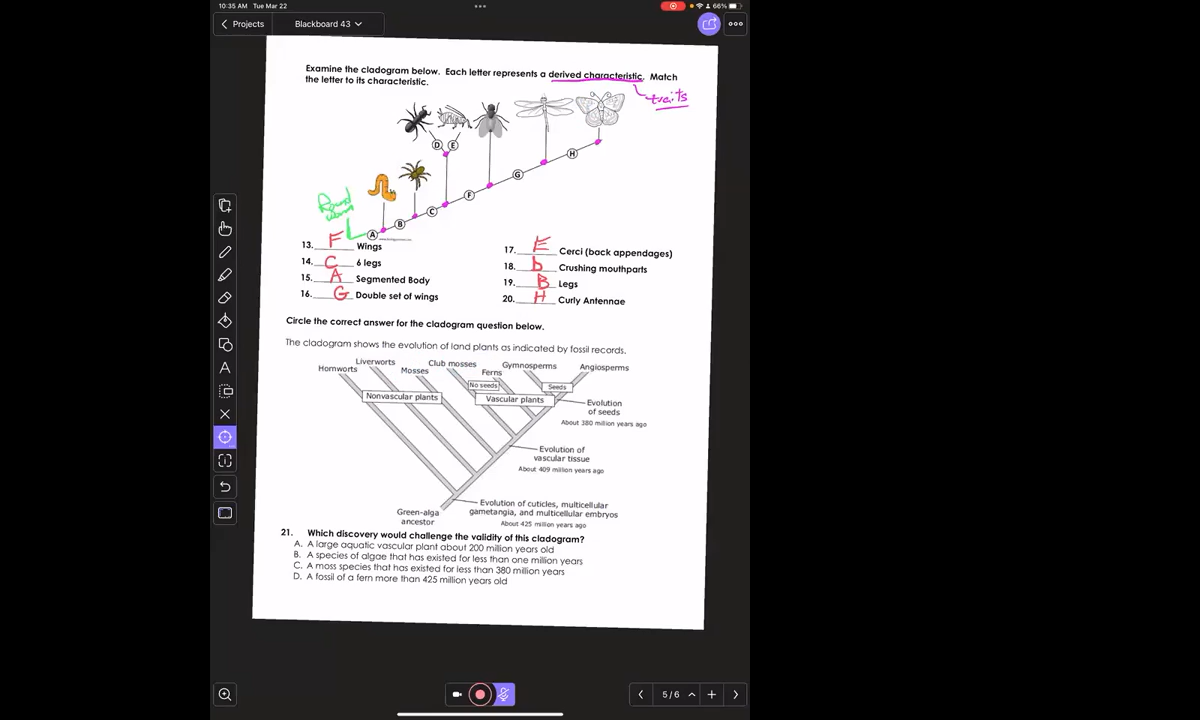 10:35 AM Tue Mar 22
66%
Projects
Blackboard 43
Examine the cladogram below. Each letter represents a derived characteristic. Match
the letter to its characteristic.
traits
D E
H
G
F
C
B
A
Round
worm
13. F Wings
14. C 6 legs
15. A Segmented Body
16. G Double set of wings
17. E Cerci (back appendages)
18. D Crushing mouthparts
19. B Legs
20. H Curly Antennae
Circle the correct answer for the cladogram question below.
The cladogram shows the evolution of land plants as indicated by fossil records.
Hornworts
Liverworts
Mosses
Club mosses
Ferns
Gymnosperms
Angiosperms
No seeds
Seeds
Nonvascular plants
Vascular plants
Evolution
of seeds
About 380 million years ago
Evolution of
vascular tissue
About 409 million years ago
Evolution of cuticles, multicellular
gametangia, and multicellular embryos
About 425 million years ago
Green-alga
ancestor
21. Which discovery would challenge the validity of this cladogram?
A. A large aquatic vascular plant about 200 million years old
B. A species of algae that has existed for less than one million years
C. A moss species that has existed for less than 380 million years
D. A fossil of a fern more than 425 million years old
5/6